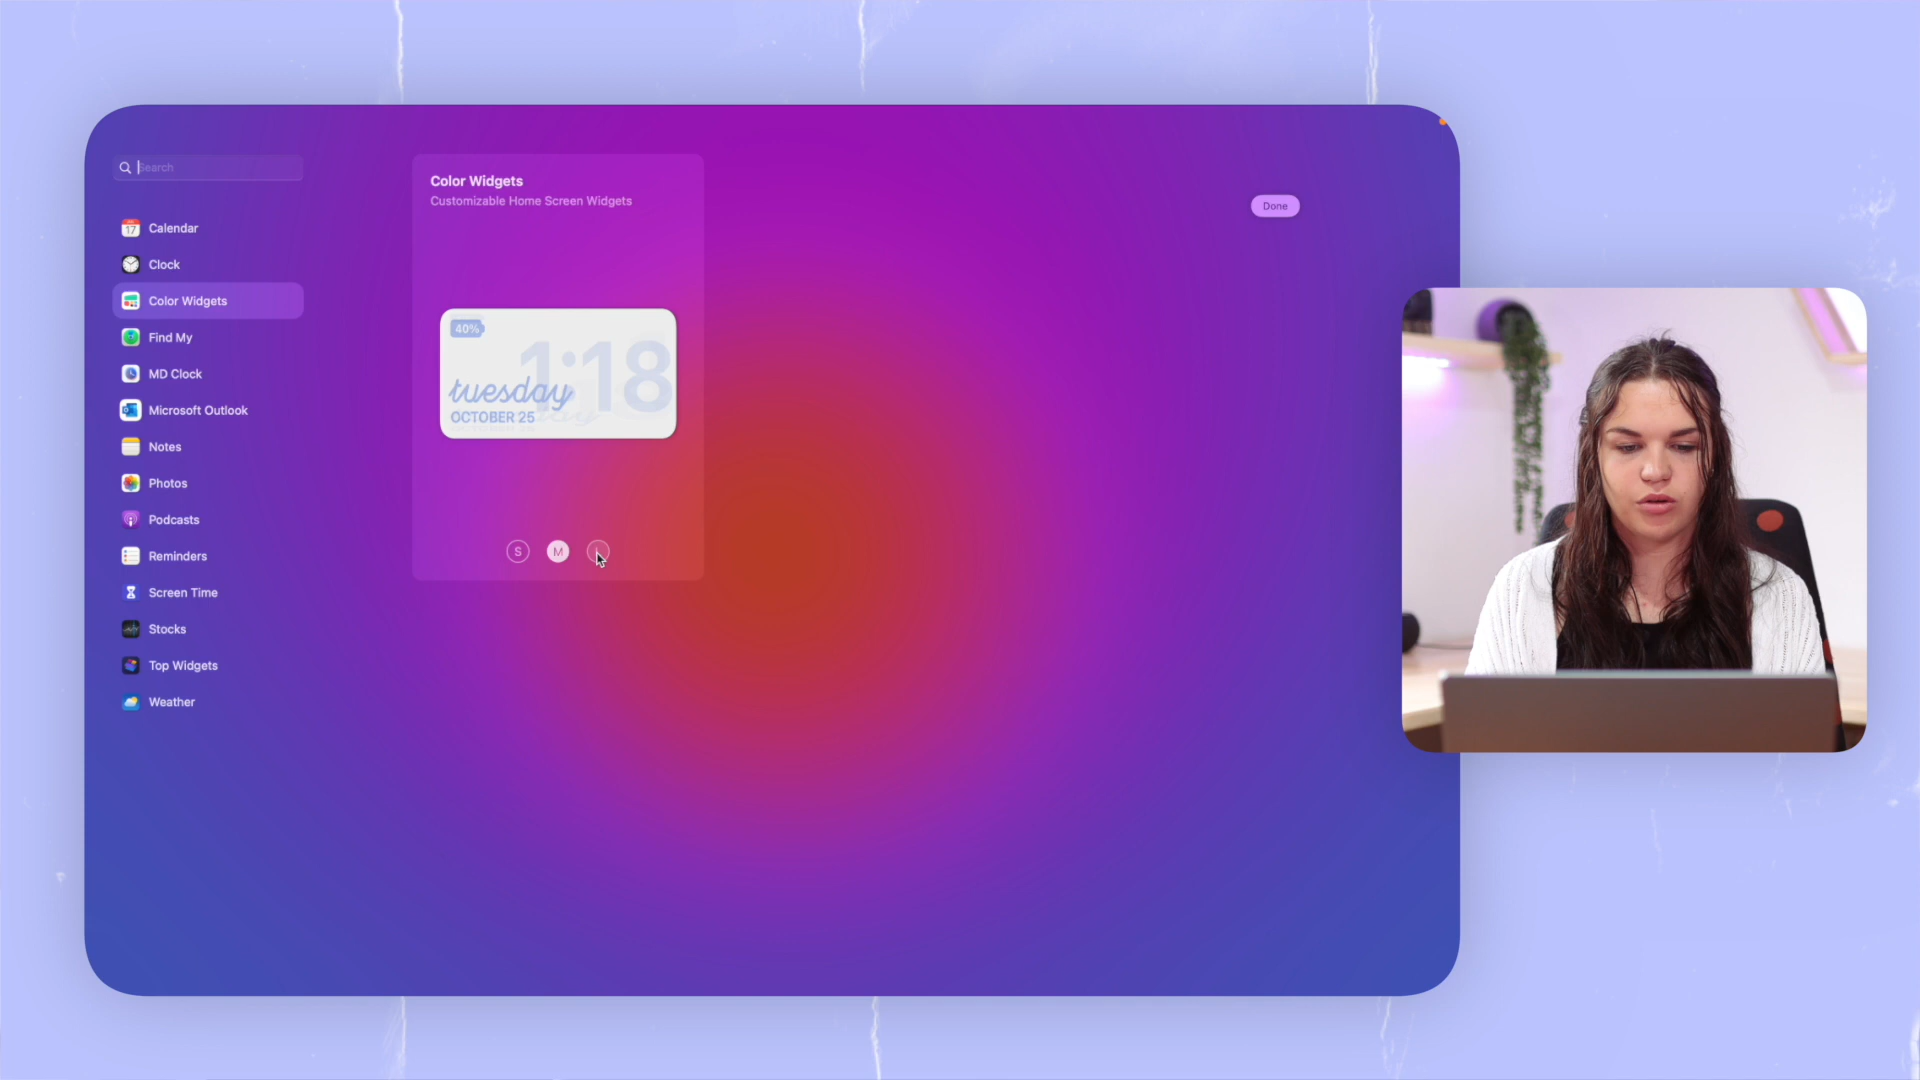 Search
Calendar
Clock
Color Widgets
Find My
MD Clock
Microsoft Outlook
Notes
Photos
Podcasts
Reminders
Screen Time
Stocks
Top Widgets
Weather
Color Widgets
Customizable Home Screen Widgets
40%
1:18
tuesday
OCTOBER 25
S
M
Done
17